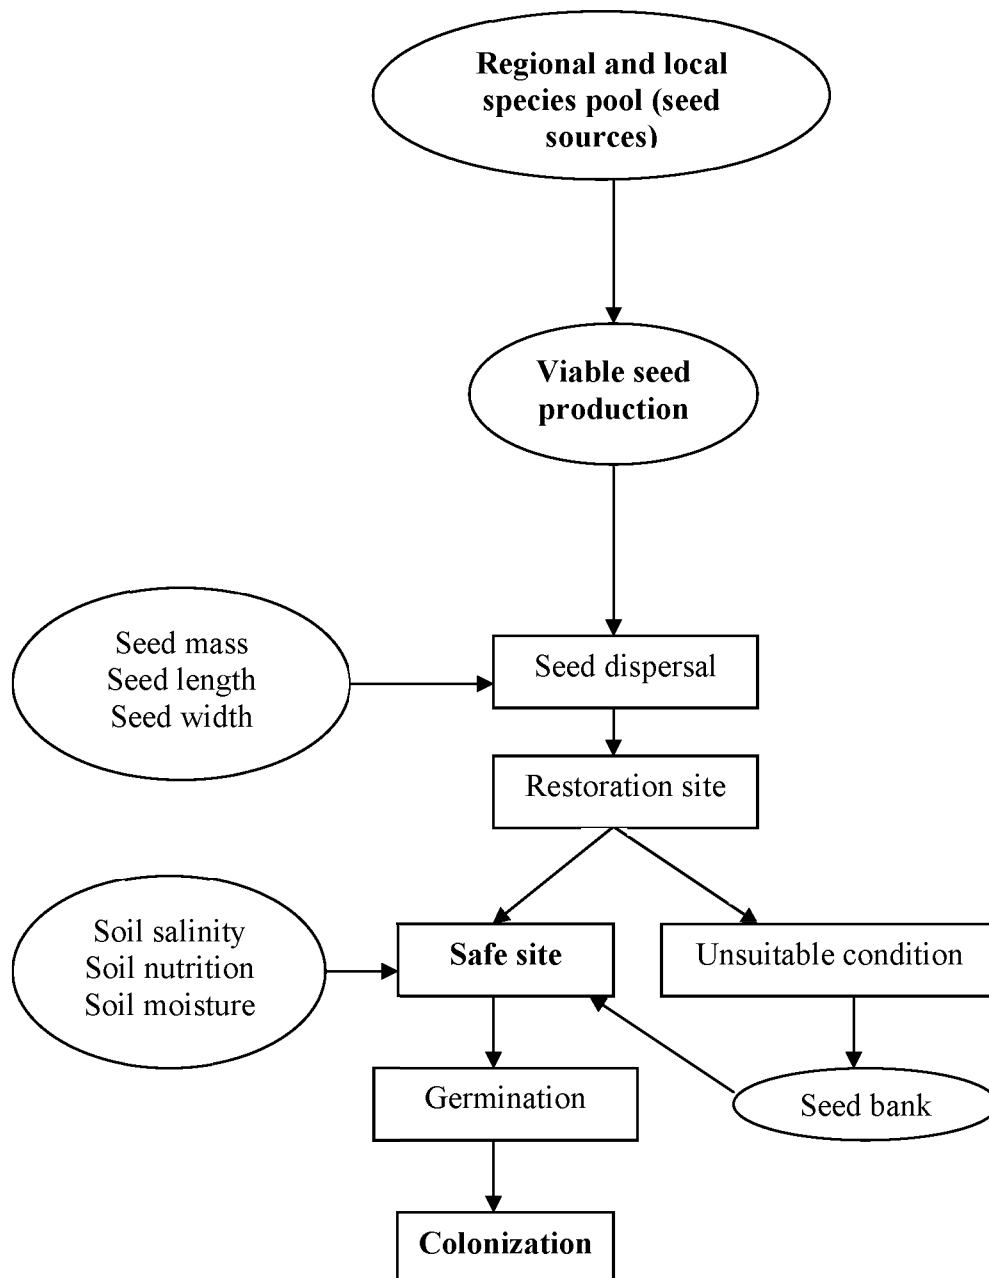 Regional and local
species pool (seed
sources)
Viable seed
production
Seed mass
Seed length
Seed width
Seed dispersal
Restoration site
Soil salinity
Soil nutrition
Soil moisture
Safe site
Unsuitable condition
Germination
Seed bank
Colonization